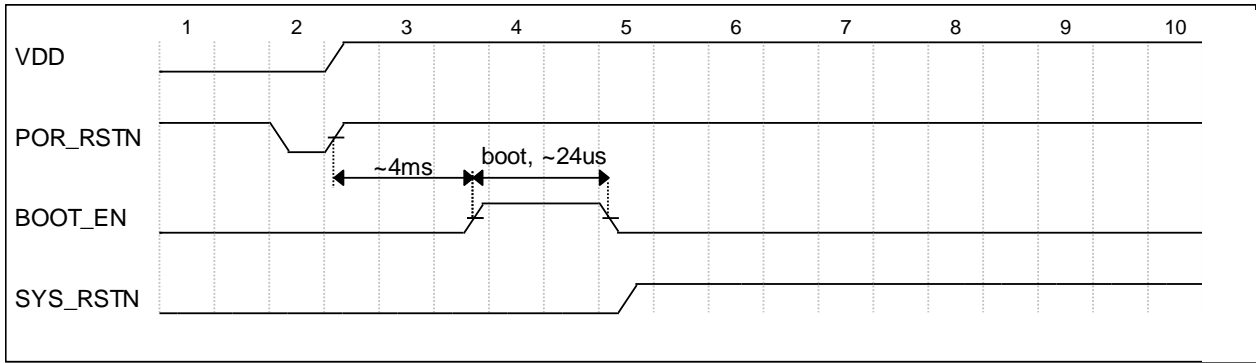 1 2 3 4 5 6 7 8 9 10
VDD
POR_RSTN
boot, ~24us
~4ms
BOOT_EN
SYS_RSTN